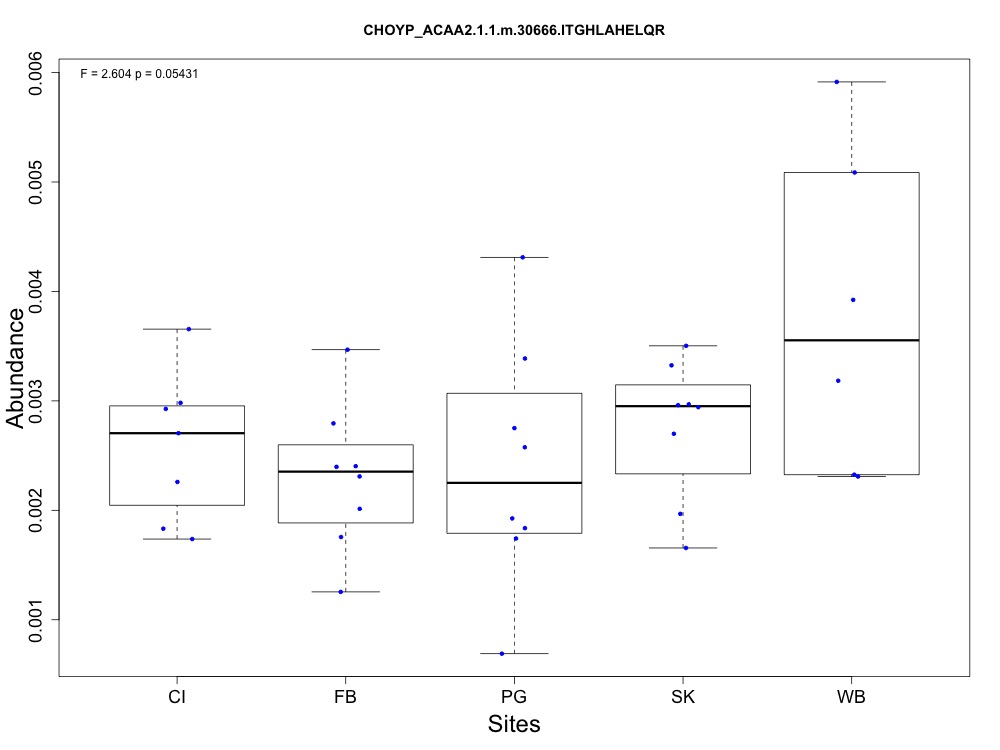 CHOYP_ACAA2.1.1.m.30666.ITGHLAHELQR
F = 2.604 p = 0.05431
0.006
0.005
0.004
0.003
0.002
0.001
Abundance
CI FB PG SK WB
Sites